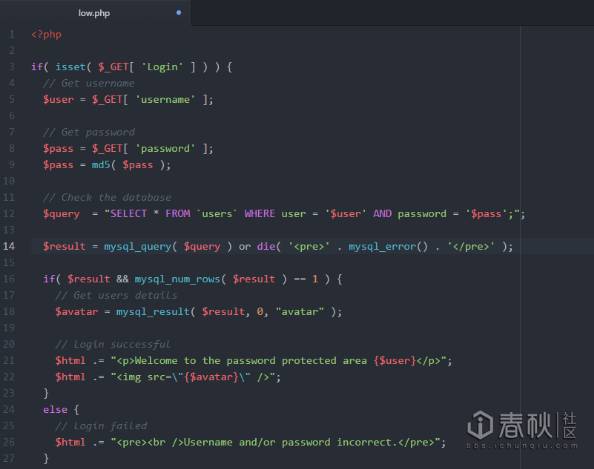 low.php
1 <?php
2
3 if( isset( $_GET[ 'Login' ] ) ) {
4 // Get username
5 $user = $_GET[ 'username' ];
6
7 // Get password
8 $pass = $_GET[ 'password' ];
9 $pass = md5( $pass );
10
11 // Check the database
12 $query  = "SELECT * FROM `users` WHERE user = '$user' AND password = '$pass';";
13
14 $result = mysql_query( $query ) or die( '<pre>' . mysql_error() . '</pre>' );
15
16 if( $result && mysql_num_rows( $result ) == 1 ) {
17 // Get users details
18 $avatar = mysql_result( $result, 0, "avatar" );
19
20 // Login successful
21 $html .= "<p>Welcome to the password protected area {$user}</p>";
22 $html .= "<img src=\"{$avatar}\" />";
23 }
24 else {
25 // Login failed
26 $html .= "<pre><br />Username and/or password incorrect.</pre>";
27 }
i春秋 社区
bbs.ichunqiu.com